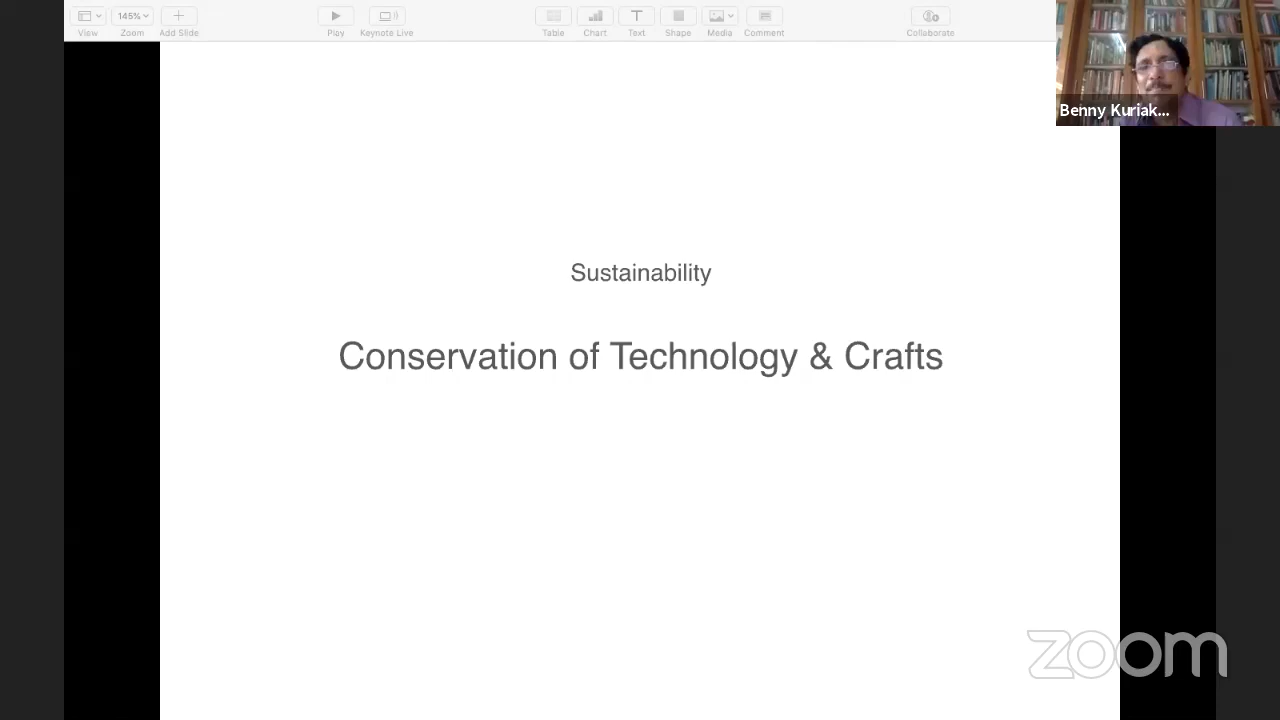 145%
View
Zoom
Add Slide
Play
Keynote Live
Table
Chart
Text
Shape
Media
Comment
Collaborate
Benny Kuriak...
Sustainability
Conservation of Technology & Crafts
zoom